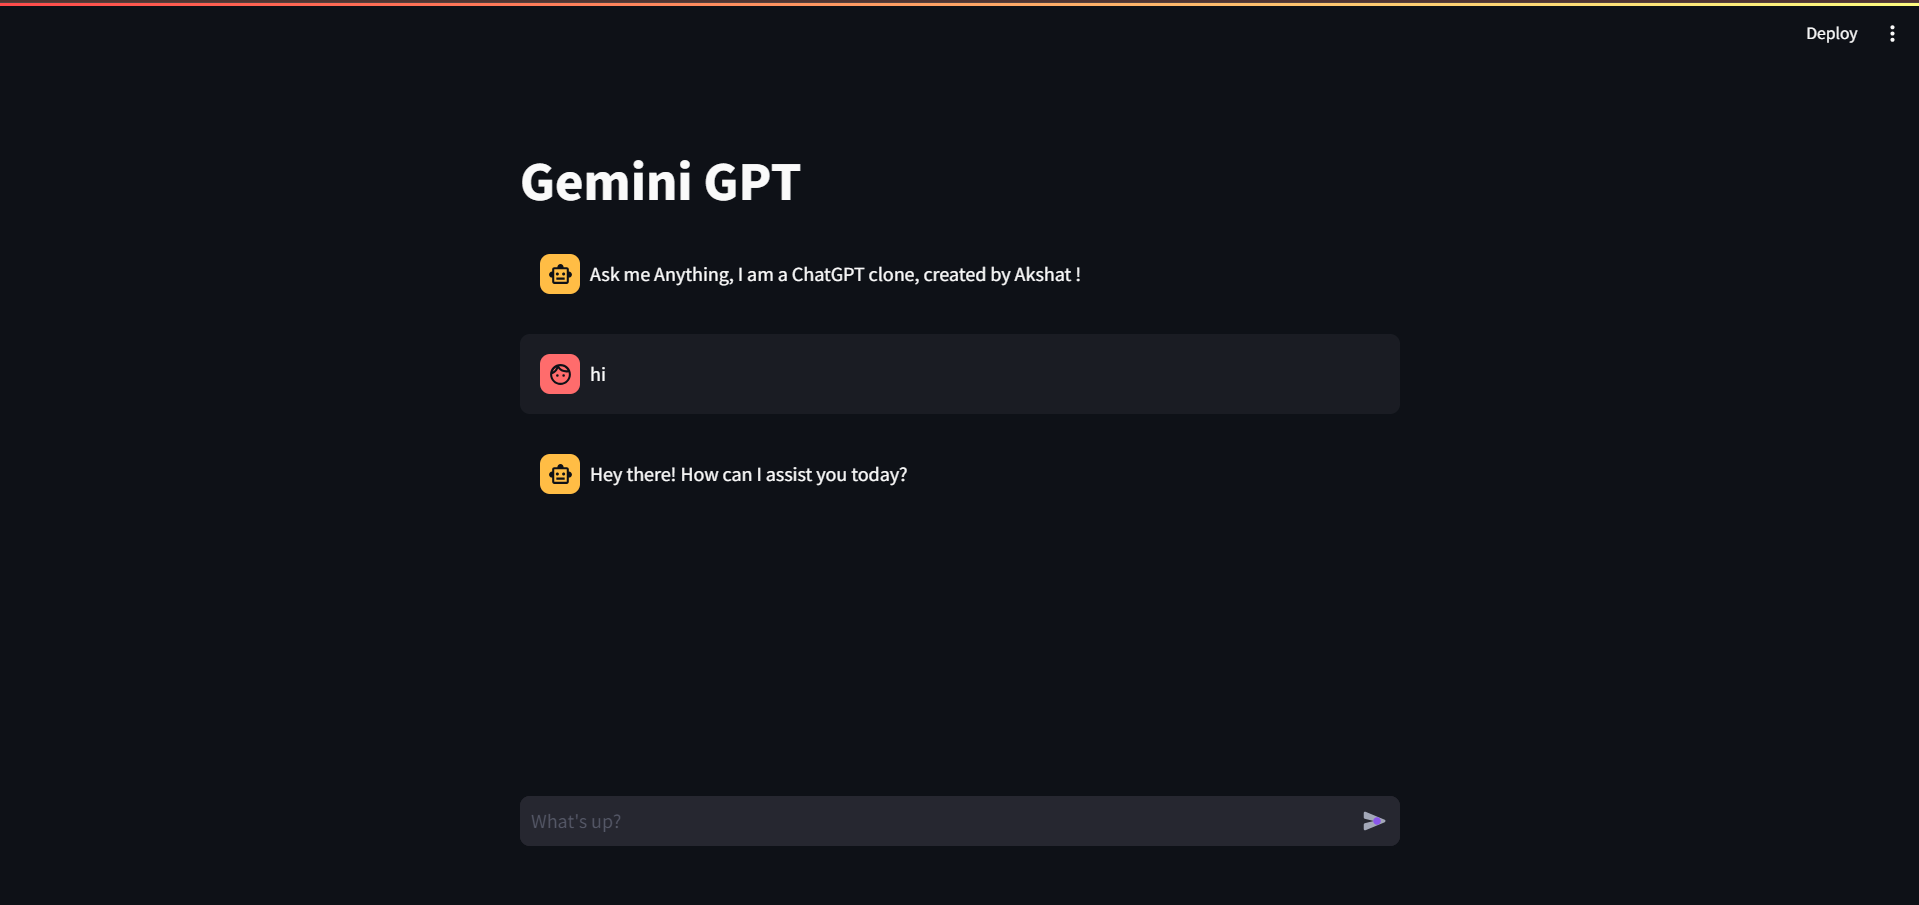 Deploy
Gemini GPT
Ask me Anything, I am a ChatGPT clone, created by Akshat !
hi
Hey there! How can I assist you today?
What's up?